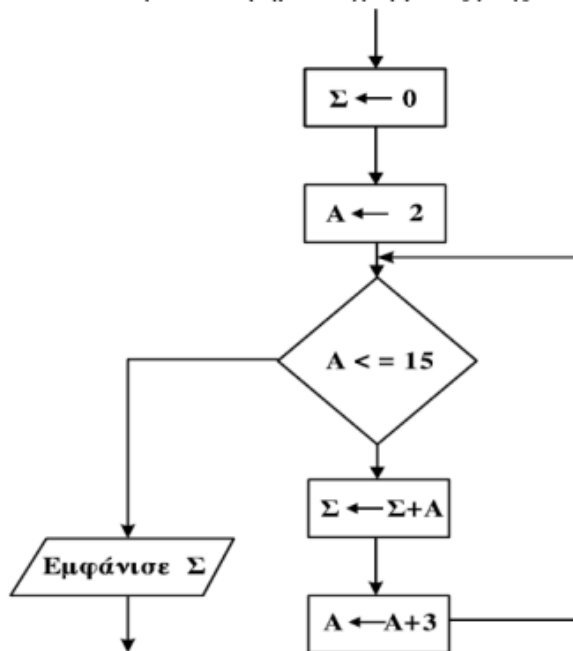 Σ ← 0
Α ← 2
Α < = 15
Σ ← Σ+Α
Εμφάνισε Σ
Α ← Α+3